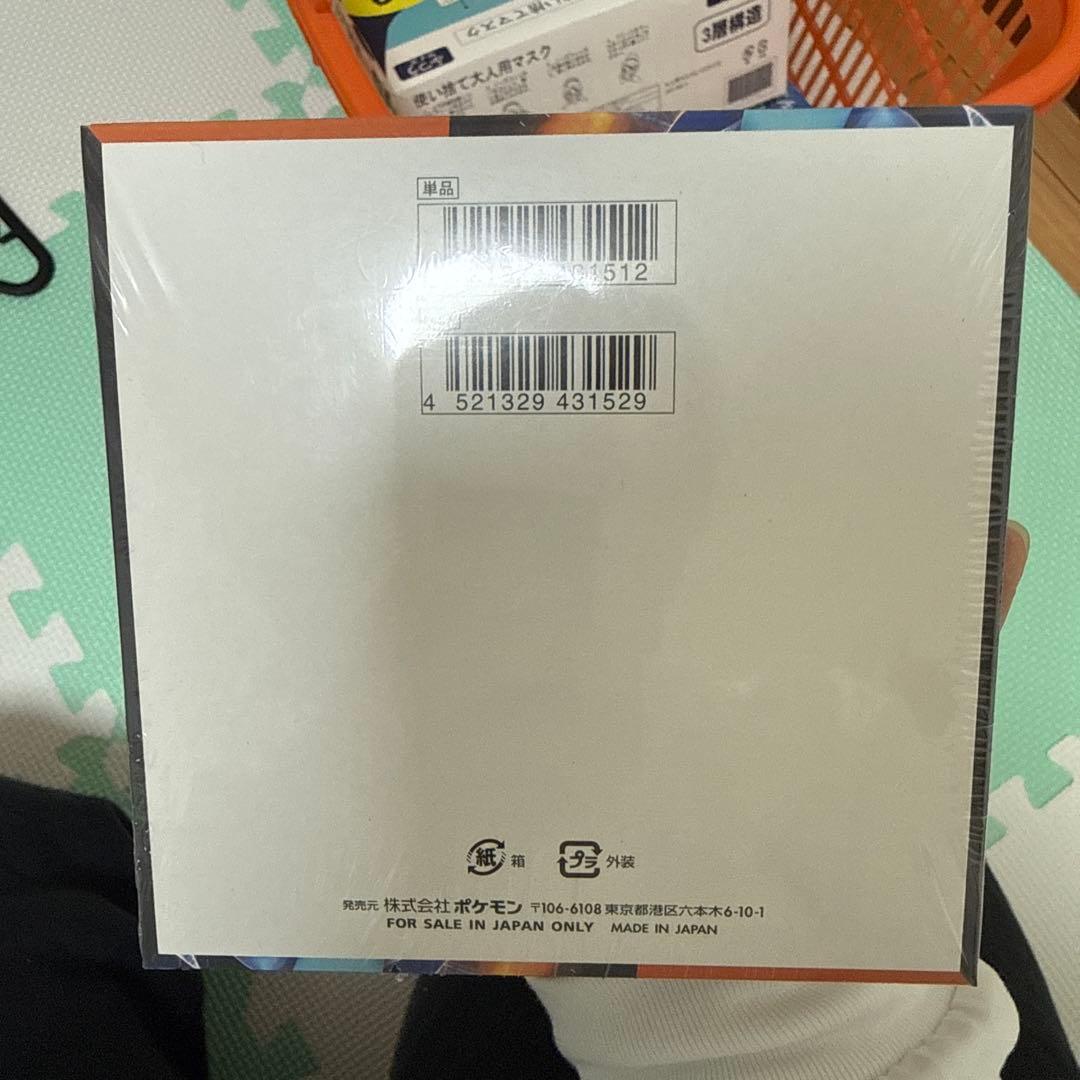 使い捨て大人用マスク
3層構造
単品
1512
4 521329 431529
紙 箱 プラ 外装
発売元 株式会社 ポケモン 〒106-6108 東京都港区六本木6-10-1
FOR SALE IN JAPAN ONLY MADE IN JAPAN